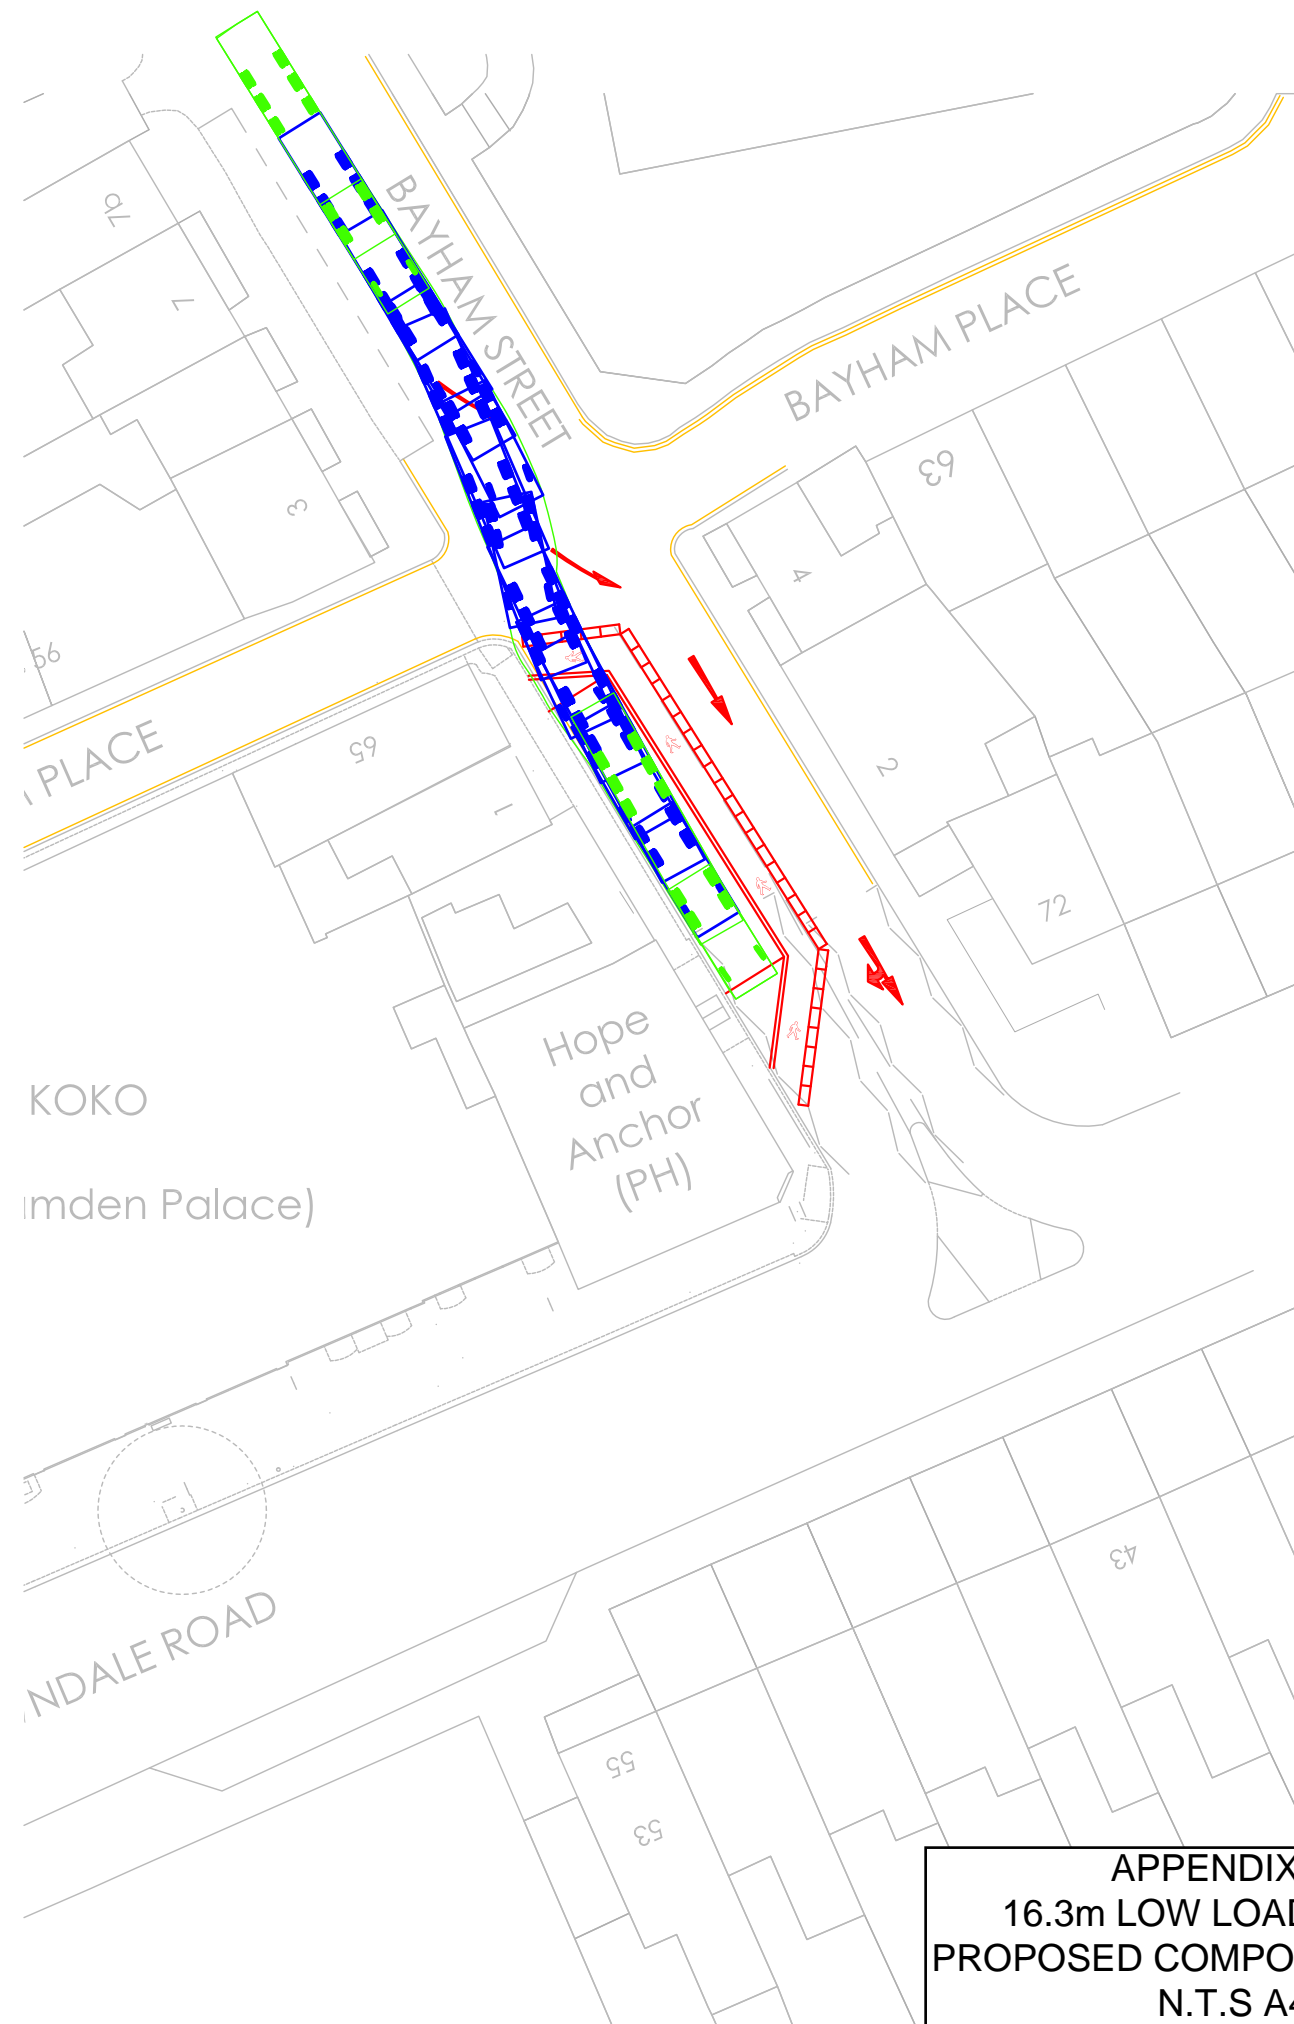 BAYHAM STREET
BAYHAM PLACE
7b
7
3
63
4
56
PLACE
65
1
2
72
Hope
and
Anchor
(PH)
KOKO
mden Palace)
NDALE ROAD
43
55
53
APPENDIX
16.3m LOW LOAD
PROPOSED COMPO
N.T.S A4